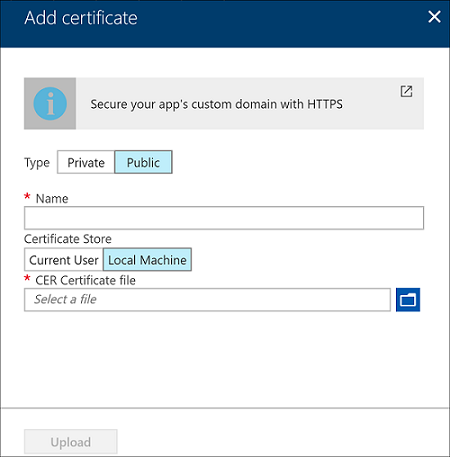 Add certificate
Secure your app's custom domain with HTTPS
Type Private Public
* Name
Certificate Store
Current User Local Machine
* CER Certificate file
Select a file
Upload